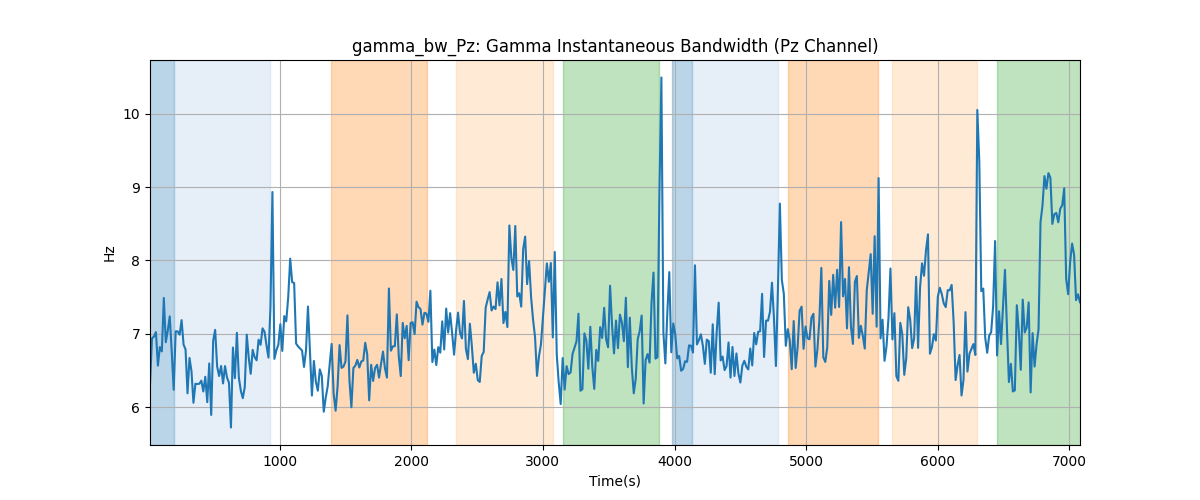 gamma_bw_Pz: Gamma Instantaneous Bandwidth (Pz Channel)
Hz
10
9
8
7
6
1000 2000 3000 4000 5000 6000 7000
Time(s)